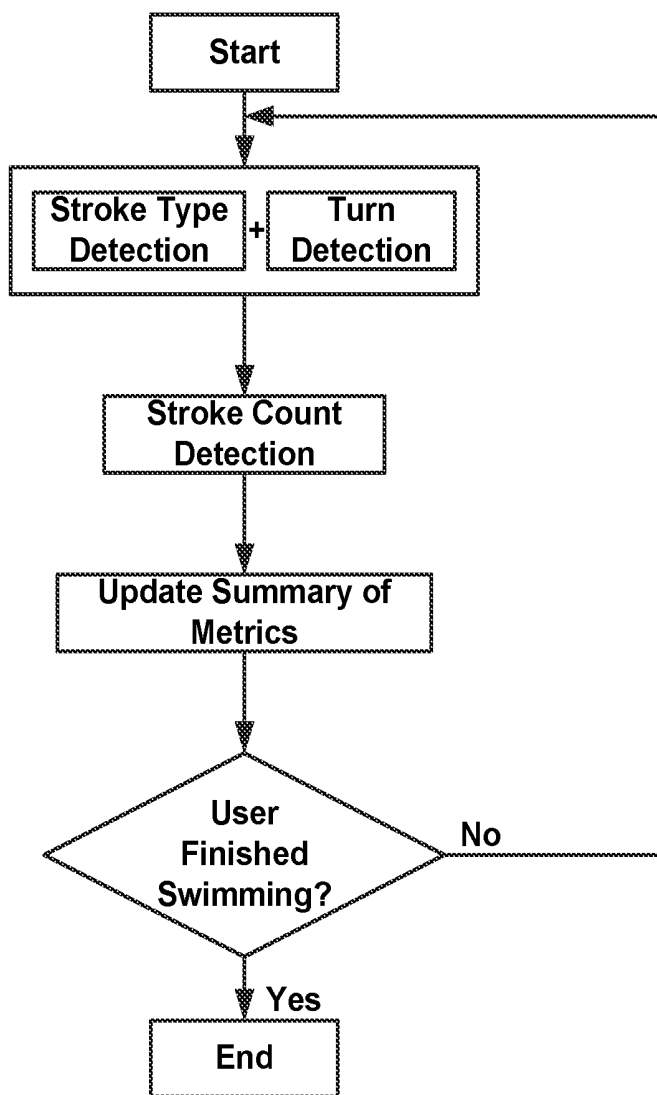 Start
Stroke Type
Detection
+
Turn
Detection
Stroke Count
Detection
Update Summary of
Metrics
User
Finished
Swimming?
No
Yes
End